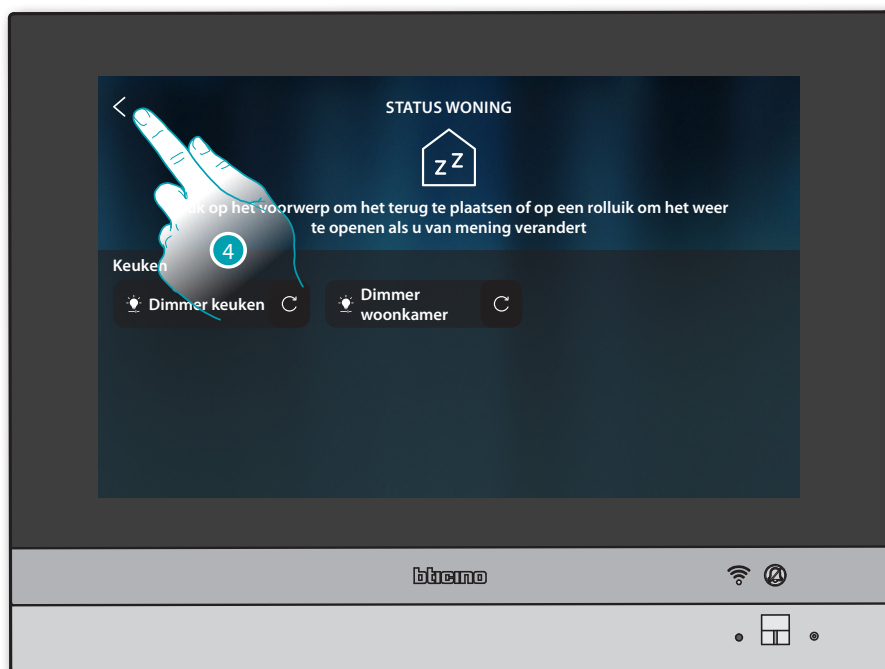 STATUS WONING
z z
op het voorwerp om het terug te plaatsen of op een rolluik om het weer
te openen als u van mening verandert
4
Keuken
Dimmer keuken
Dimmer
woonkamer
bticino